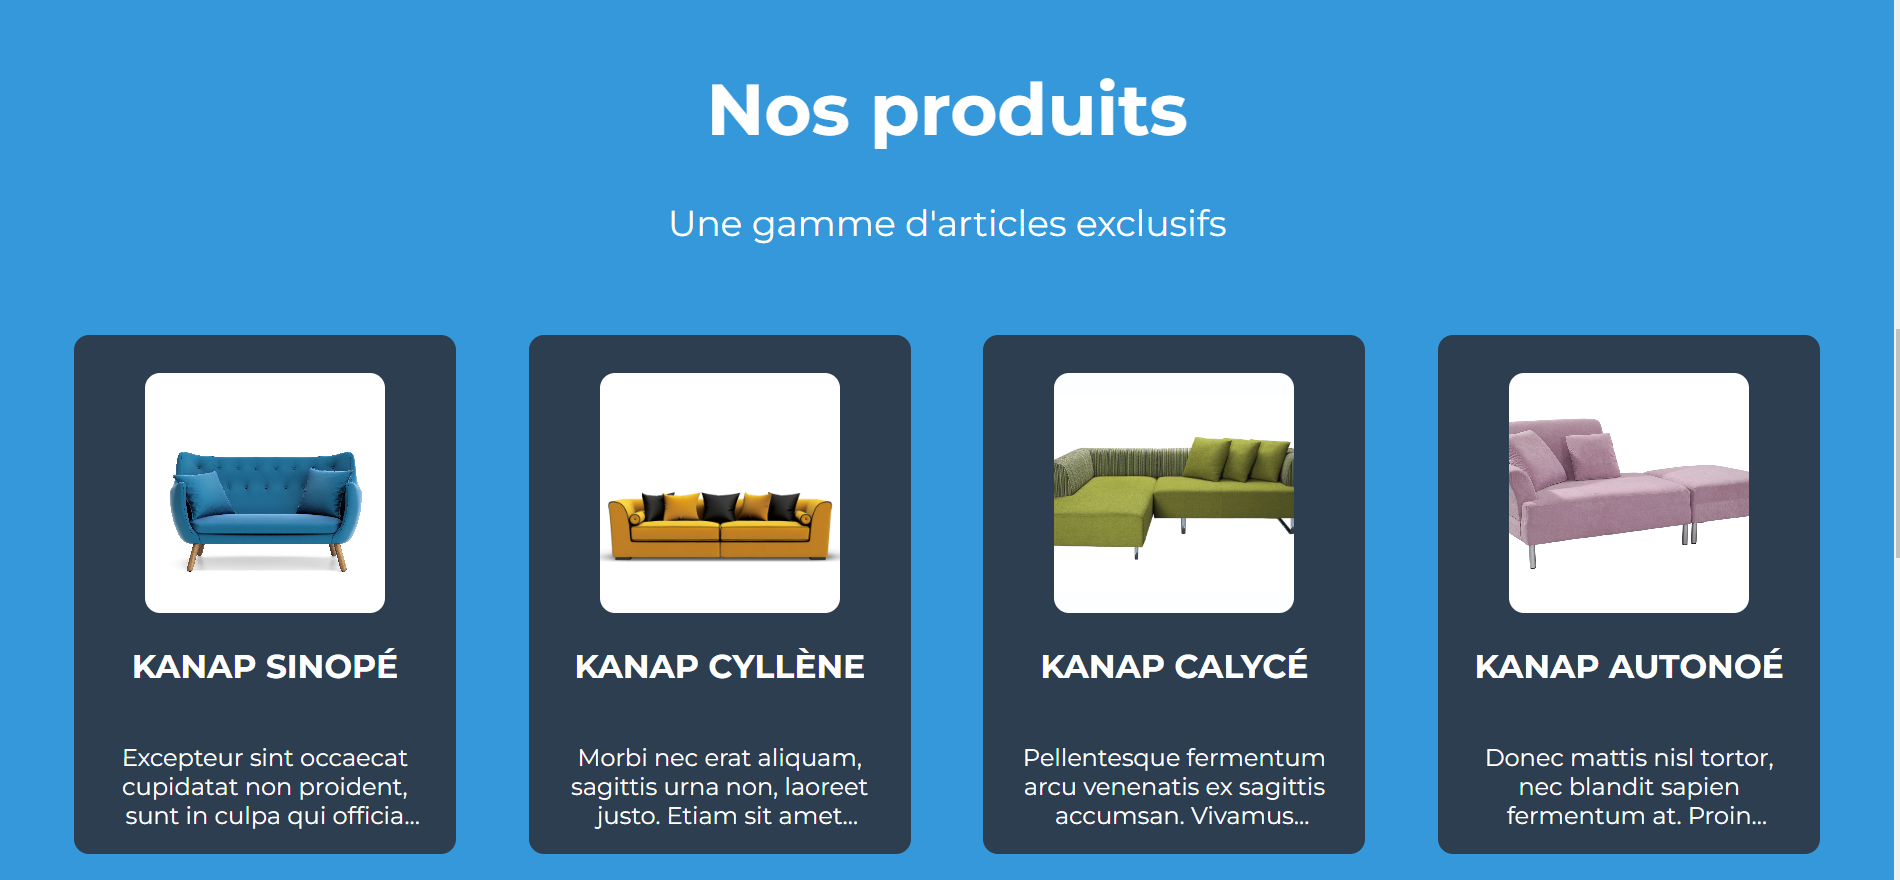 Nos produits
Une gamme d'articles exclusifs
KANAP SINOPÉ
Excepteur sint occaecat
cupidatat non proident,
sunt in culpa qui officia...
KANAP CYLLÈNE
Morbi nec erat aliquam,
sagittis urna non, laoreet
justo. Etiam sit amet...
KANAP CALYCÉ
Pellentesque fermentum
arcu venenatis ex sagittis
accumsan. Vivamus...
KANAP AUTONOÉ
Donec mattis nisl tortor,
nec blandit sapien
fermentum at. Proin...